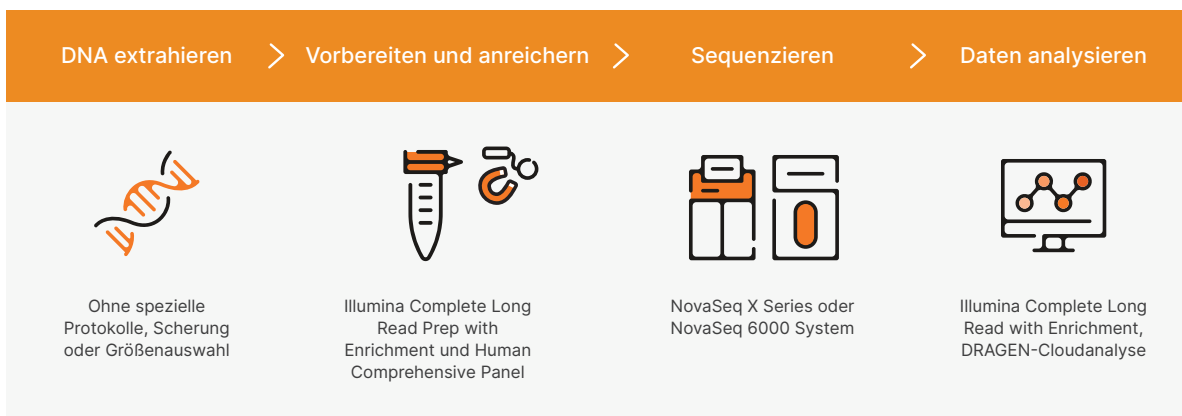 DNA extrahieren
Vorbereiten und anreichern
Sequenzieren
Daten analysieren
Ohne spezielle
Protokolle, Scherung
oder Größenauswahl
Illumina Complete Long
Read Prep with
Enrichment und Human
Comprehensive Panel
NovaSeq X Series oder
NovaSeq 6000 System
Illumina Complete Long
Read with Enrichment,
DRAGEN-Cloudanalyse